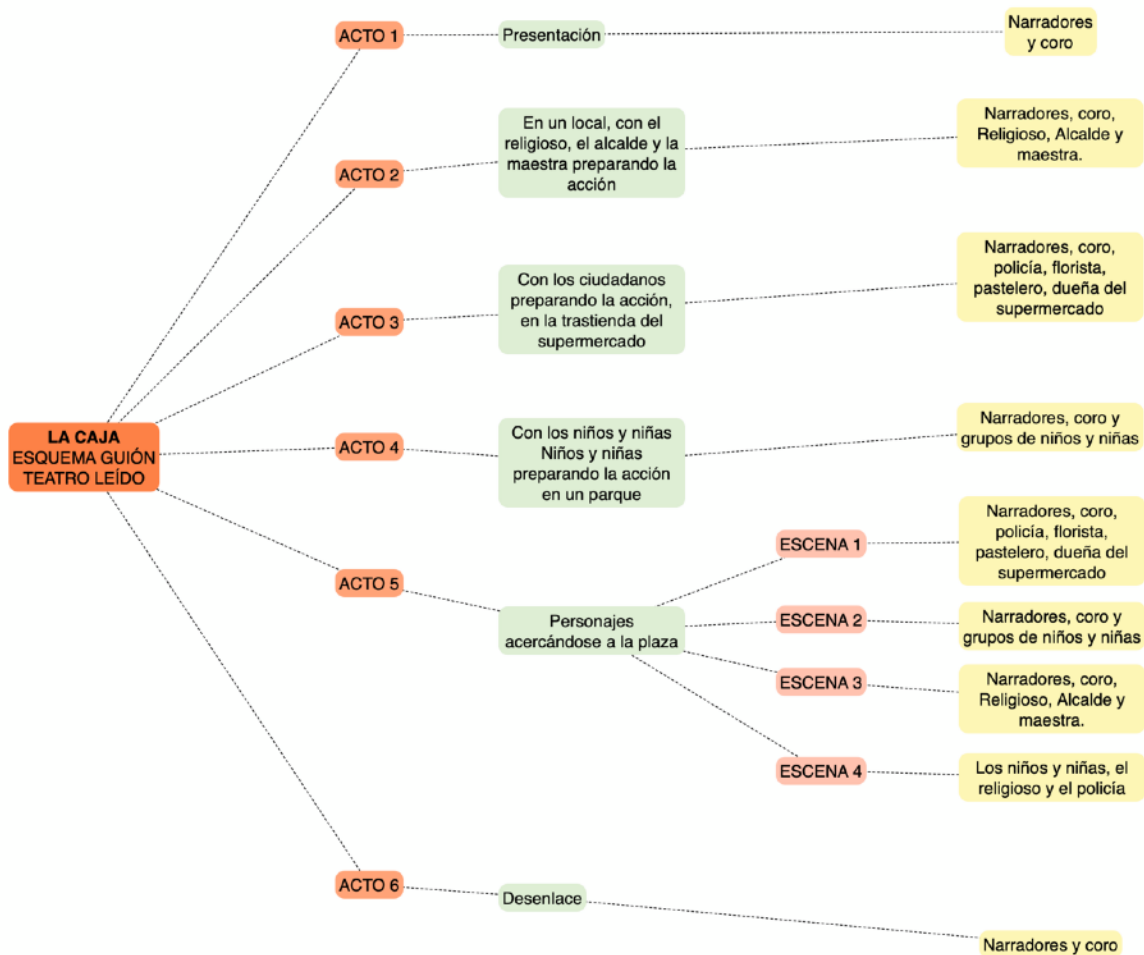 ACTO 1
Presentación
Narradores
y coro
ACTO 2
En un local, con el
religioso, el alcalde y la
maestra preparando la
acción
Narradores, coro,
Religioso, Alcalde y
maestra.
ACTO 3
Con los ciudadanos
preparando la acción,
en la trastienda del
supermercado
Narradores, coro,
policía, florista,
pastelero, dueña del
supermercado
LA CAJA
ESQUEMA GUIÓN
TEATRO LEÍDO
ACTO 4
Con los niños y niñas
Niños y niñas
preparando la acción
en un parque
Narradores, coro y
grupos de niños y niñas
ACTO 5
Personajes
acercándose a la plaza
ESCENA 1
Narradores, coro,
policía, florista,
pastelero, dueña del
supermercado
ESCENA 2
Narradores, coro y
grupos de niños y niñas
ESCENA 3
Narradores, coro,
Religioso, Alcalde y
maestra.
ESCENA 4
Los niños y niñas, el
religioso y el policía
ACTO 6
Desenlace
Narradores y coro